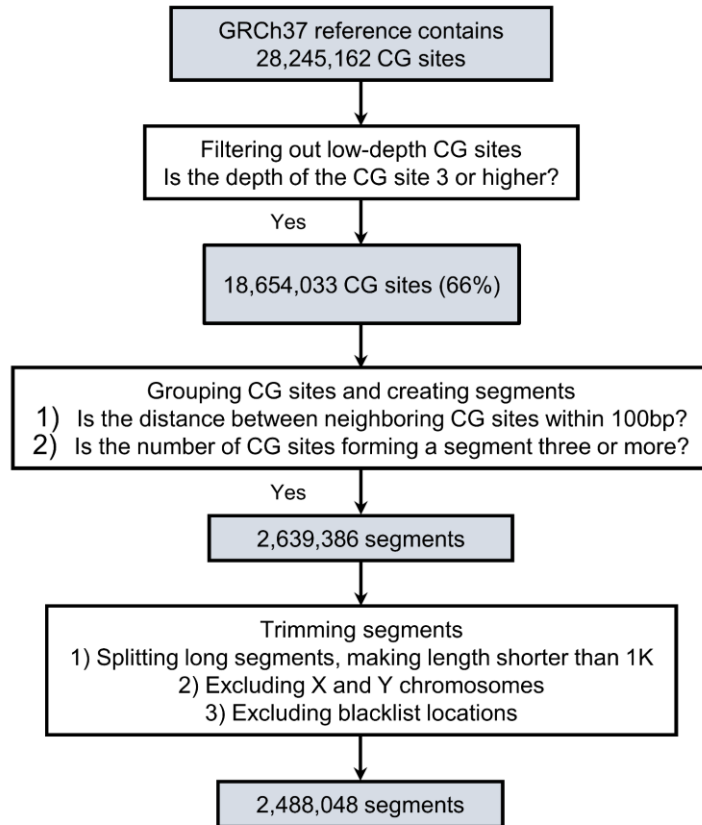 GRCh37 reference contains
28,245,162 CG sites
Filtering out low-depth CG sites
Is the depth of the CG site 3 or higher?
Yes
18,654,033 CG sites (66%)
Grouping CG sites and creating segments
1) Is the distance between neighboring CG sites within 100bp?
2) Is the number of CG sites forming a segment three or more?
Yes
2,639,386 segments
Trimming segments
1) Splitting long segments, making length shorter than 1K
2) Excluding X and Y chromosomes
3) Excluding blacklist locations
2,488,048 segments